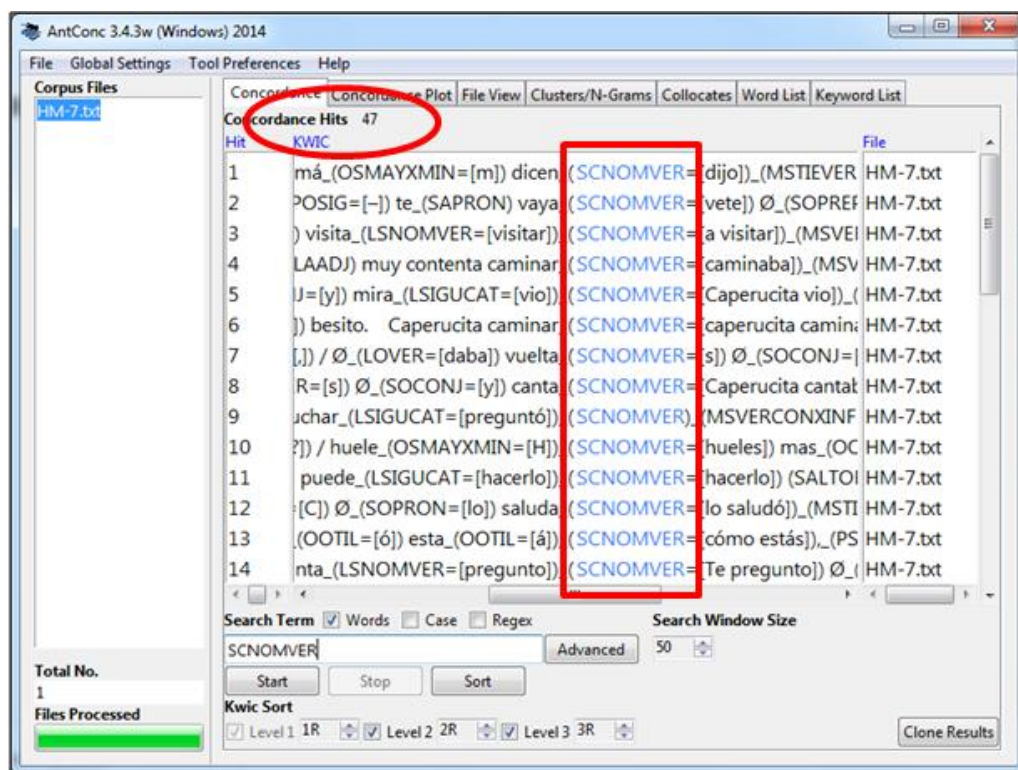 AntConc 3.4.3w (Windows) 2014
File Global Settings Tool Preferences Help
Corpus Files
HM-7.txt
Concordance Concordance Plot File View Clusters/N-Grams Collocates Word List Keyword List
Concordance Hits 47
Hit KWIC File
1 má_(OSMAYXMIN=[m]) dicen_(SCNOMVER=[dijo])_(MSTIEVER HM-7.txt
2 POSIG=[–]) te_(SAPRON) vaya_(SCNOMVER=[vete]) Ø_(SOPREF HM-7.txt
3 ) visita_(LSNOMVER=[visitar])_(SCNOMVER=[a visitar])_(MSVEI HM-7.txt
4 LAADJ) muy contenta caminar_(SCNOMVER=[caminaba])_(MSV HM-7.txt
5 J=[y]) mira_(LSIGUCAT=[vio])_(SCNOMVER=[Caperucita vio])_( HM-7.txt
6 ]) besito. Caperucita caminar_(SCNOMVER=[caperucita camina HM-7.txt
7 [,]) / Ø_(LOVER=[daba]) vuelta_(SCNOMVER=[s]) Ø_(SOCONJ=[ HM-7.txt
8 R=[s]) Ø_(SOCONJ=[y]) canta_(SCNOMVER=[Caperucita cantab HM-7.txt
9 uchar_(LSIGUCAT=[preguntó])_(SCNOMVER)_(MSVERCONXINF HM-7.txt
10 ?]) / huele_(OSMAYXMIN=[H])_(SCNOMVER=[hueles]) mas_(OC HM-7.txt
11 puede_(LSIGUCAT=[hacerlo])_(SCNOMVER=[hacerlo]) (SALTOI HM-7.txt
12 =[C]) Ø_(SOPRON=[lo]) saluda_(SCNOMVER=[lo saludó])_(MSTI HM-7.txt
13 _(OOTIL=[ó]) esta_(OOTIL=[á])_(SCNOMVER=[cómo estás]),_(PS HM-7.txt
14 nta_(LSNOMVER=[pregunto])_(SCNOMVER=[Te pregunto]) Ø_( HM-7.txt
Search Term Words Case Regex Search Window Size
SCNOMVER Advanced 50
Total No.
1
Start Stop Sort
Files Processed
Kwic Sort
Level 1 1R Level 2 2R Level 3 3R Clone Results